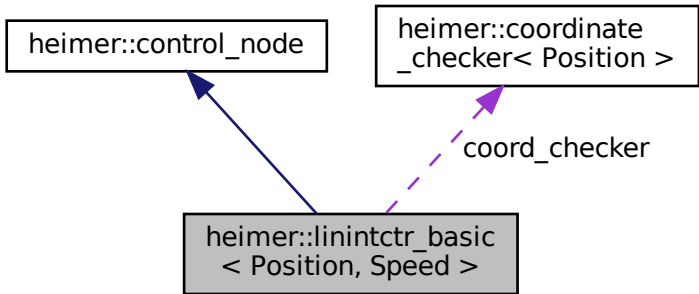 heimer::control_node
heimer::coordinate
_checker< Position >
coord_checker
heimer::linintctr_basic
< Position, Speed >